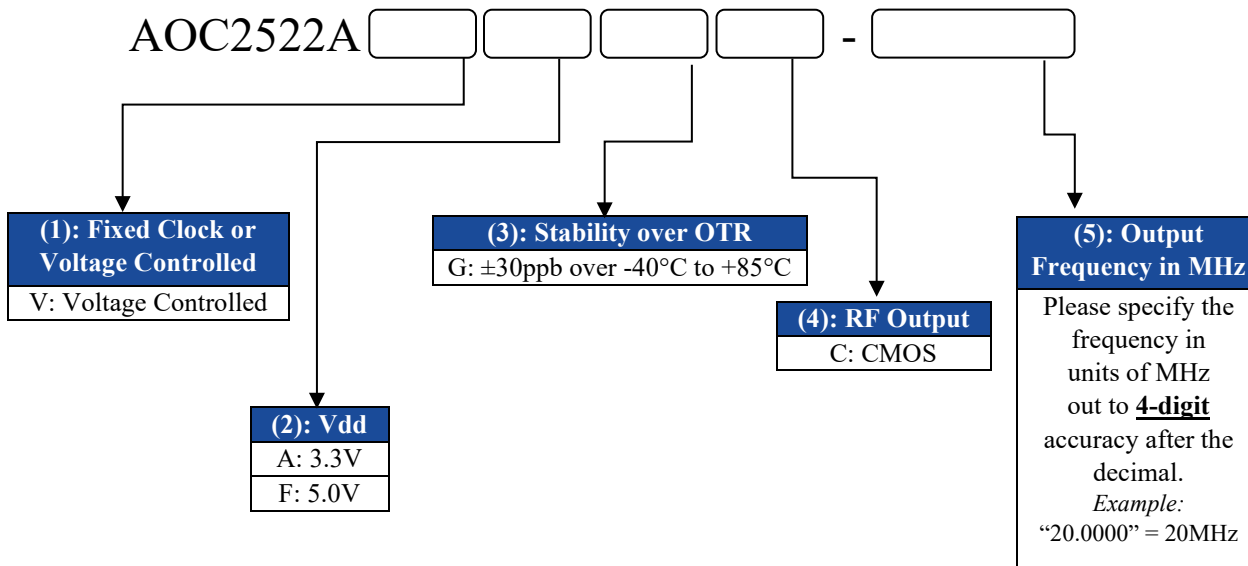 AOC2522A -
(1): Fixed Clock or
Voltage Controlled
V: Voltage Controlled
(2): Vdd
A: 3.3V
F: 5.0V
(3): Stability over OTR
G: ±30ppb over -40°C to +85°C
(4): RF Output
C: CMOS
(5): Output
Frequency in MHz
Please specify the
frequency in
units of MHz
out to 4-digit
accuracy after the
decimal.
Example:
“20.0000” = 20MHz